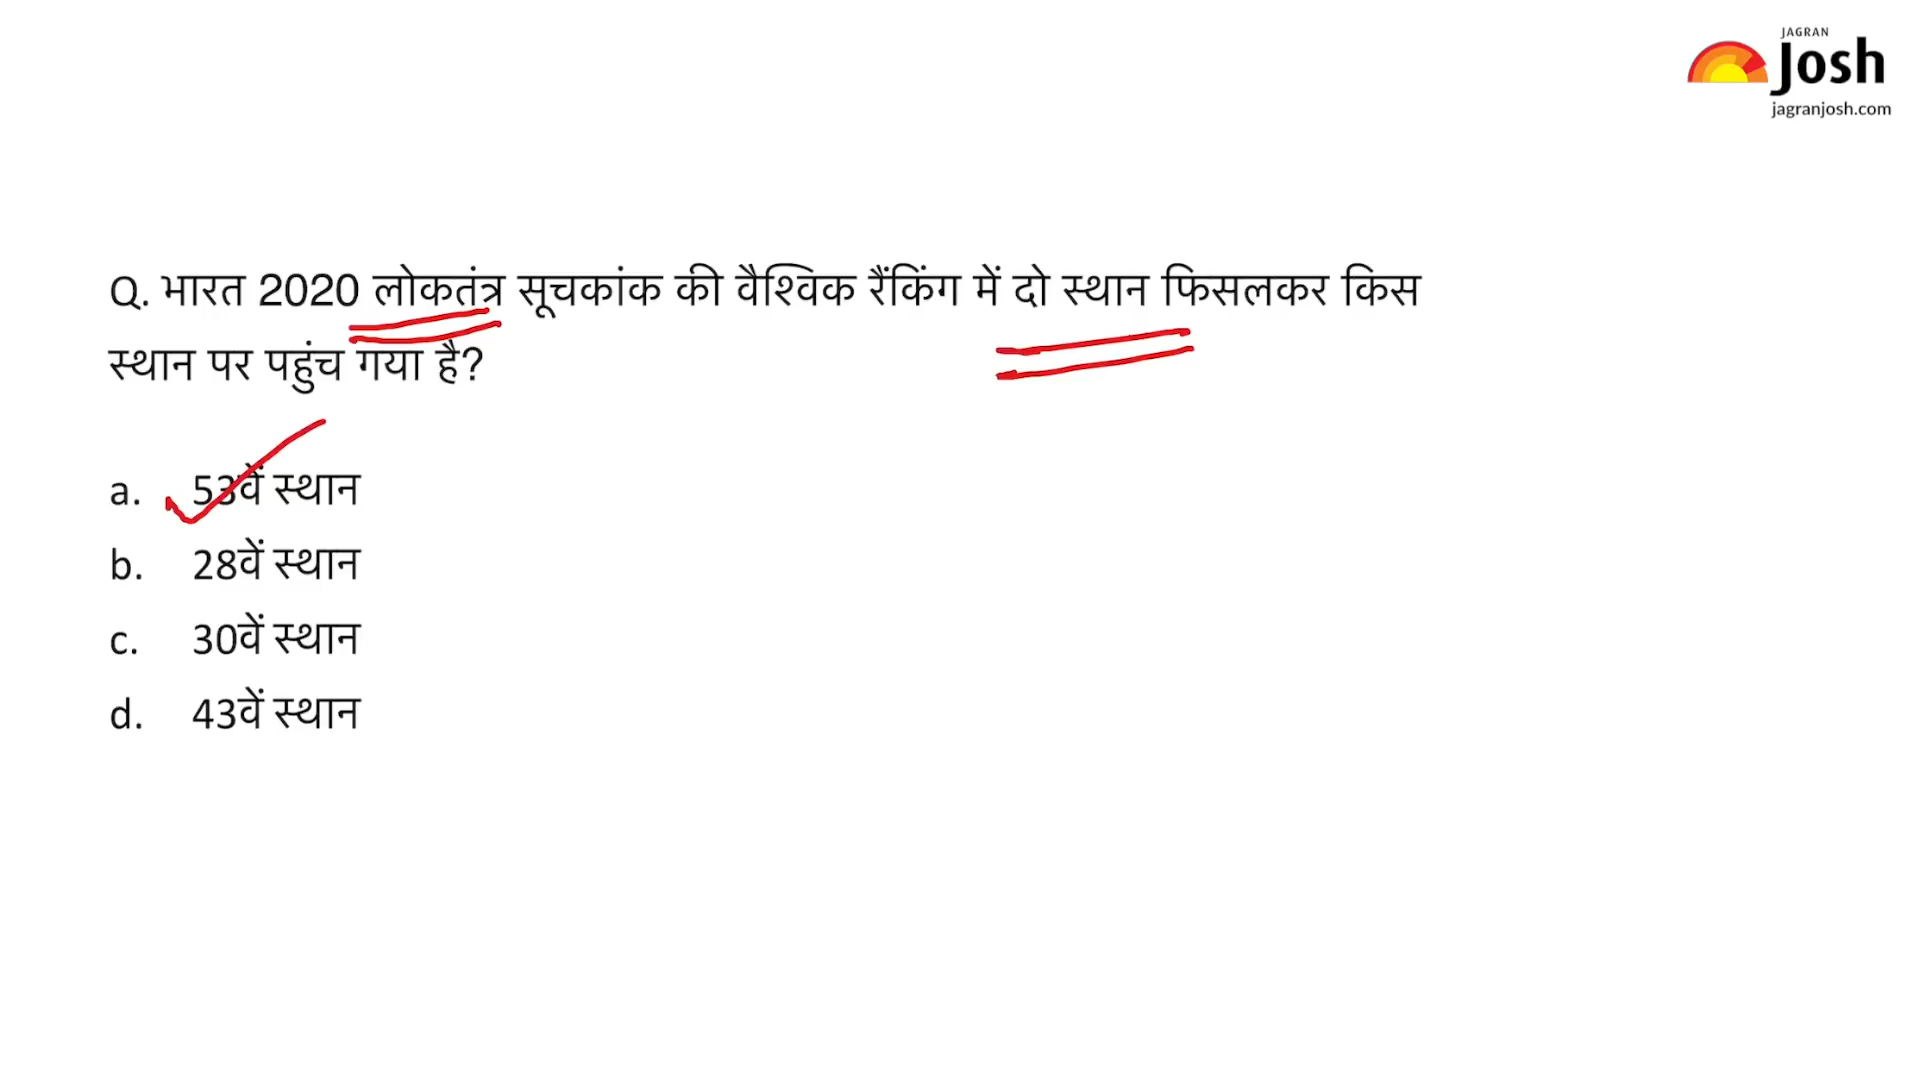 JAGRAN
Josh
jagranjosh.com
Q. भारत 2020 लोकतंत्र सूचकांक की वैश्विक रैंकिंग में दो स्थान फिसलकर किस
स्थान पर पहुंच गया है?
a. 53वें स्थान
b. 28वें स्थान
c. 30वें स्थान
d. 43वें स्थान